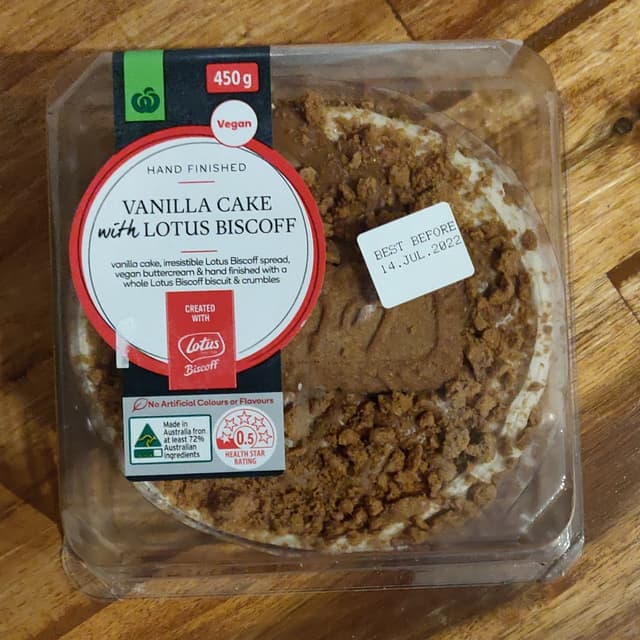 450 g
Vegan
HAND FINISHED
VANILLA CAKE
with LOTUS BISCOFF
vanilla cake, irresistible Lotus Biscoff spread,
vegan buttercream & hand finished with a
whole Lotus Biscoff biscuit & crumbles
CREATED
WITH
Lotus
Biscoff
BEST BEFORE
14.JUL.2022
No Artificial Colours or Flavours
Made in
Australia from
at least 72%
Australian
ingredients
0.5
HEALTH STAR
RATING